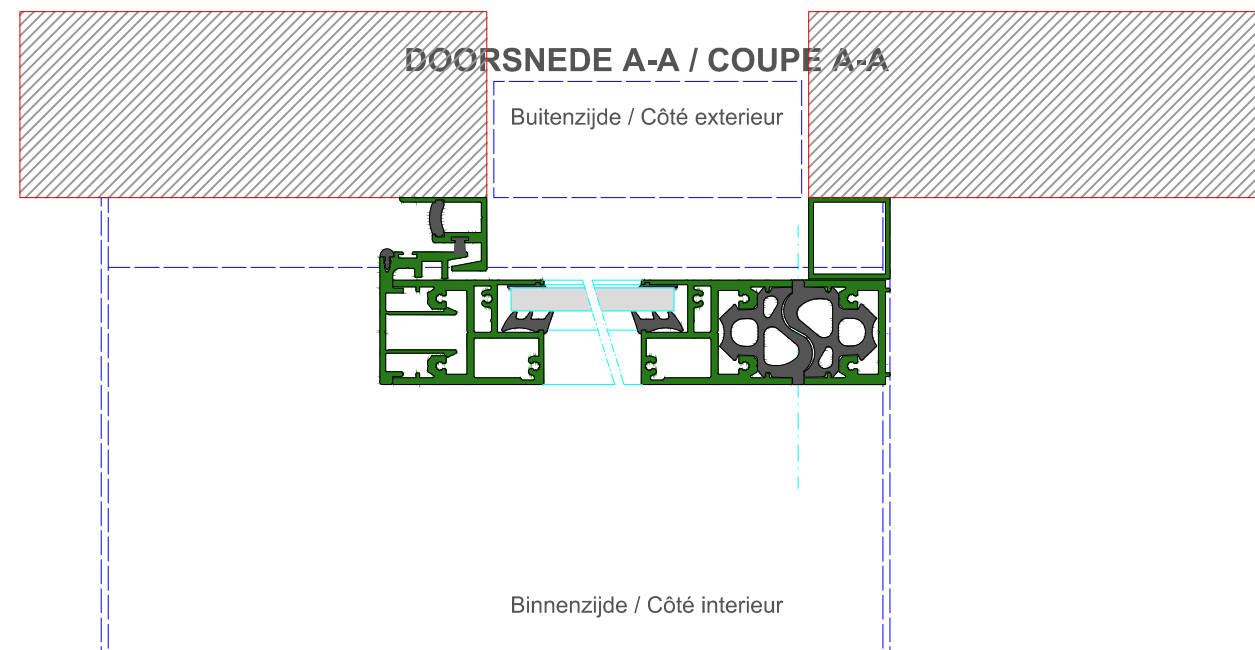 DOORSNEDE A-A / COUPE A-A
Buitenzijde / Côté exterieur
Binnenzijde / Côté interieur